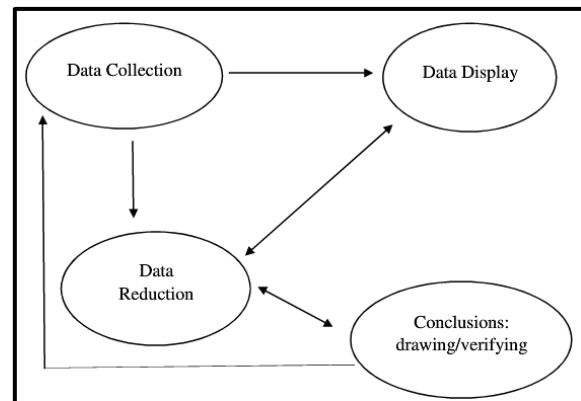 Data Collection
Data Display
Data
Reduction
Conclusions:
drawing/verifying